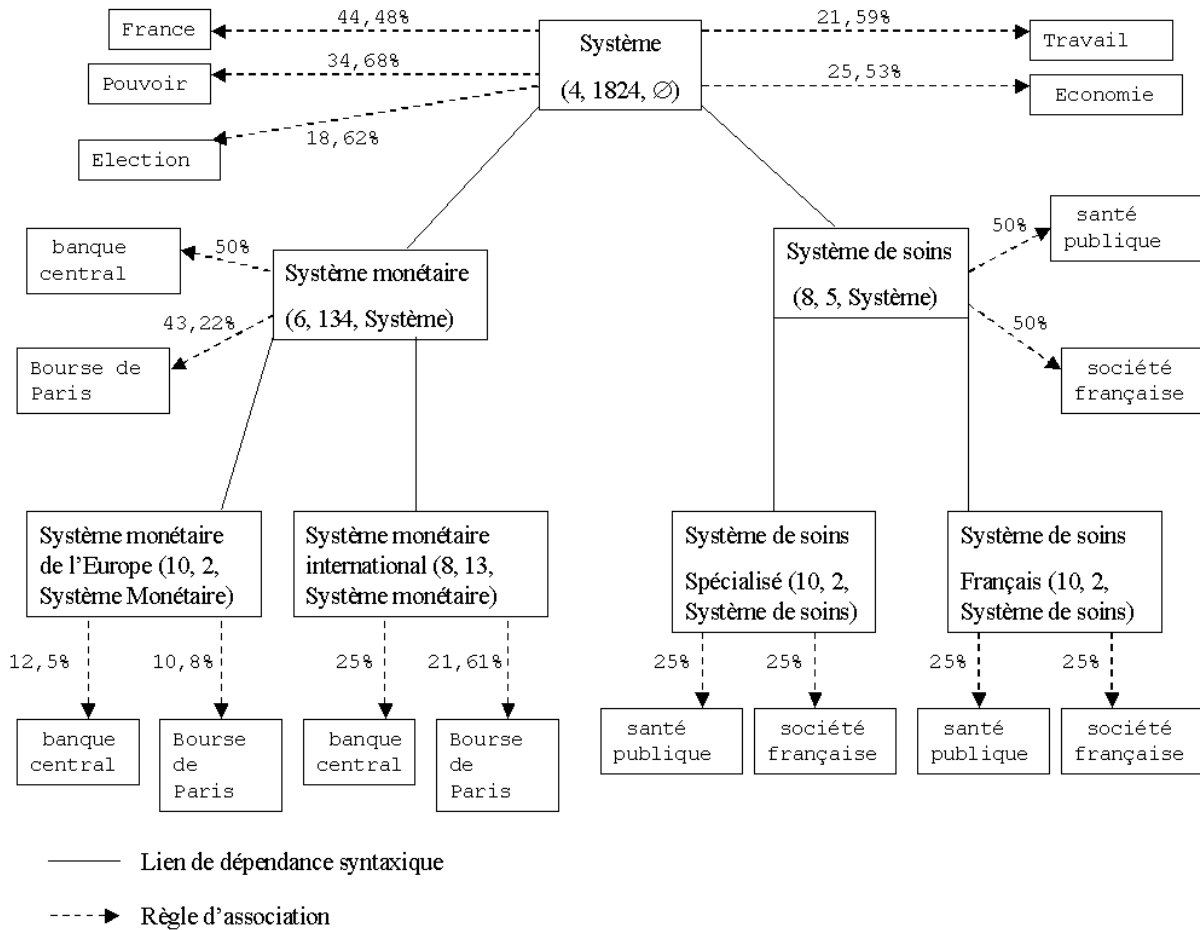 France
44,48%
Système
(4, 1824, ∅)
21,59%
Travail
Pouvoir
34,68%
25,53%
Economie
Election
18,62%
banque
central
50%
Système monétaire
(6, 134, Système)
43,22%
Bourse de
Paris
Système de soins
(8, 5, Système)
50%
santé
publique
50%
société
française
Système monétaire
de l'Europe (10, 2,
Système Monétaire)
Système monétaire
international (8, 13,
Système monétaire)
Système de soins
Spécialisé (10, 2,
Système de soins)
Système de soins
Français (10, 2,
Système de soins)
12,5%
10,8%
25%
21,61%
25%
25%
25%
25%
banque
central
Bourse
de
Paris
banque
central
Bourse
de
Paris
santé
publique
société
française
santé
publique
société
française
Lien de dépendance syntaxique
Règle d'association